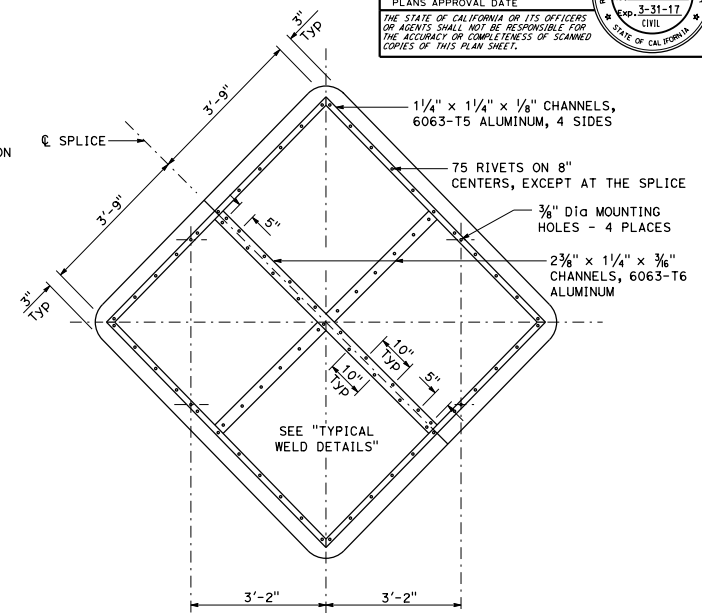 PLANS APPROVAL DATE
THE STATE OF CALIFORNIA OR ITS OFFICERS
OR AGENTS SHALL NOT BE RESPONSIBLE FOR
THE ACCURACY OR COMPLETENESS OF SCANNED
COPIES OF THIS PLAN SHEET.
Exp. 3-31-17
CIVIL
STATE OF CALIFORNIA
3"
TYP
3'-9"
℄ SPLICE
ON
3'-9"
3"
TYP
1¼" x 1¼" x ⅛" CHANNELS,
6063-T5 ALUMINUM, 4 SIDES
75 RIVETS ON 8"
CENTERS, EXCEPT AT THE SPLICE
⅜" Dia MOUNTING
HOLES - 4 PLACES
2⅜" x 1¼" x 3⁄16"
CHANNELS, 6063-T6
ALUMINUM
5"
10"
TYP
10"
TYP
5"
SEE "TYPICAL
WELD DETAILS"
3'-2"
3'-2"